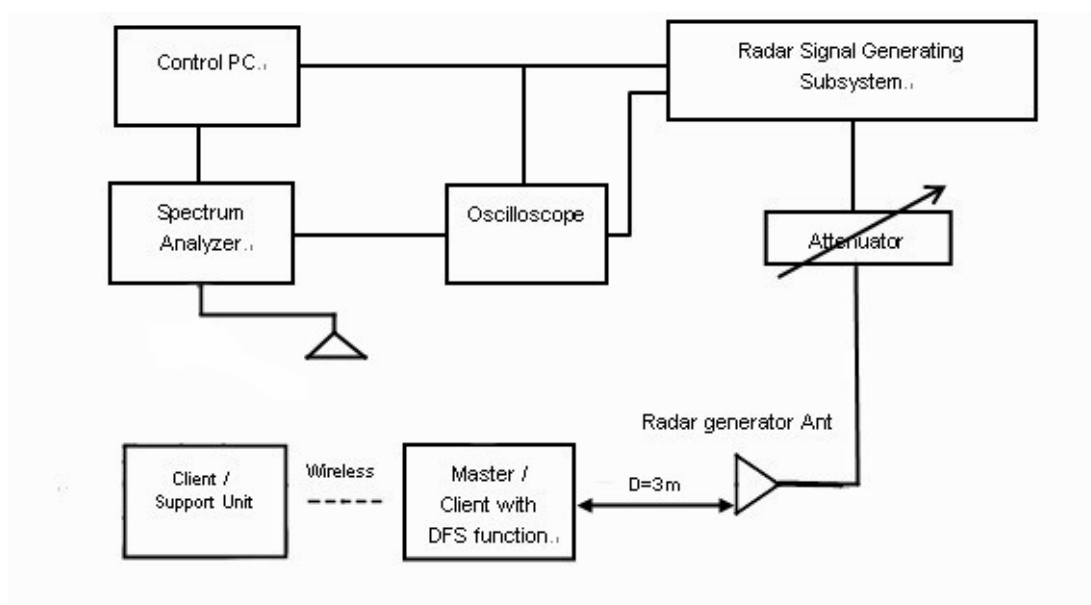 Control PC.
Radar Signal Generating
Subsystem.
Spectrum
Analyzer.
Oscilloscope
Attenuator
Radar generator Ant
Client /
Support Unit
Wireless
Master /
Client with
DFS function.
D=3m